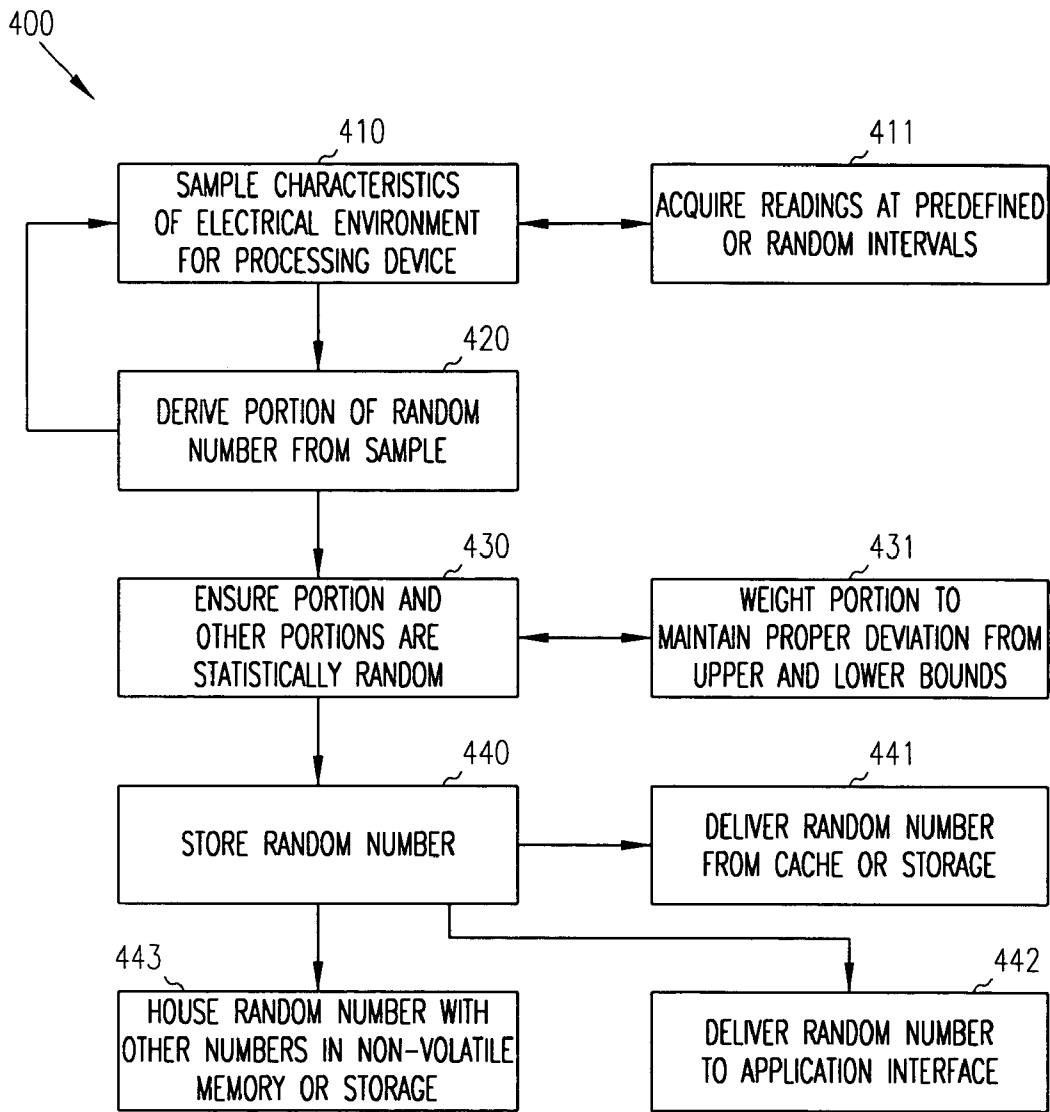 400
410
SAMPLE CHARACTERISTICS
OF ELECTRICAL ENVIRONMENT
FOR PROCESSING DEVICE
411
ACQUIRE READINGS AT PREDEFINED
OR RANDOM INTERVALS
420
DERIVE PORTION OF RANDOM
NUMBER FROM SAMPLE
430
ENSURE PORTION AND
OTHER PORTIONS ARE
STATISTICALLY RANDOM
431
WEIGHT PORTION TO
MAINTAIN PROPER DEVIATION FROM
UPPER AND LOWER BOUNDS
440
STORE RANDOM NUMBER
441
DELIVER RANDOM NUMBER
FROM CACHE OR STORAGE
443
HOUSE RANDOM NUMBER WITH
OTHER NUMBERS IN NON-VOLATILE
MEMORY OR STORAGE
442
DELIVER RANDOM NUMBER
TO APPLICATION INTERFACE